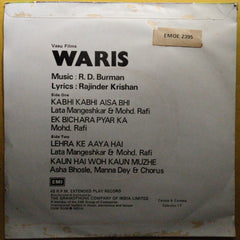 EMOE 2395
Vasu Films
WARIS
Music : R. D. Burman
Lyrics : Rajinder Krishan
Side One
KABHI KABHI AISA BHI
Lata Mangeshkar & Mohd. Rafi
EK BICHARA PYAR KA
Mohd. Rafi
Side Two
LEHRA KE AAYA HAI
Lata Mangeshkar & Mohd. Rafi
KAUN HAI WOH KAUN MUZHE
Asha Bhosle, Manna Dey & Chorus
EMI
45 R.P.M. EXTENDED PLAY RECORD
THE GRAMOPHONE COMPANY OF INDIA LIMITED